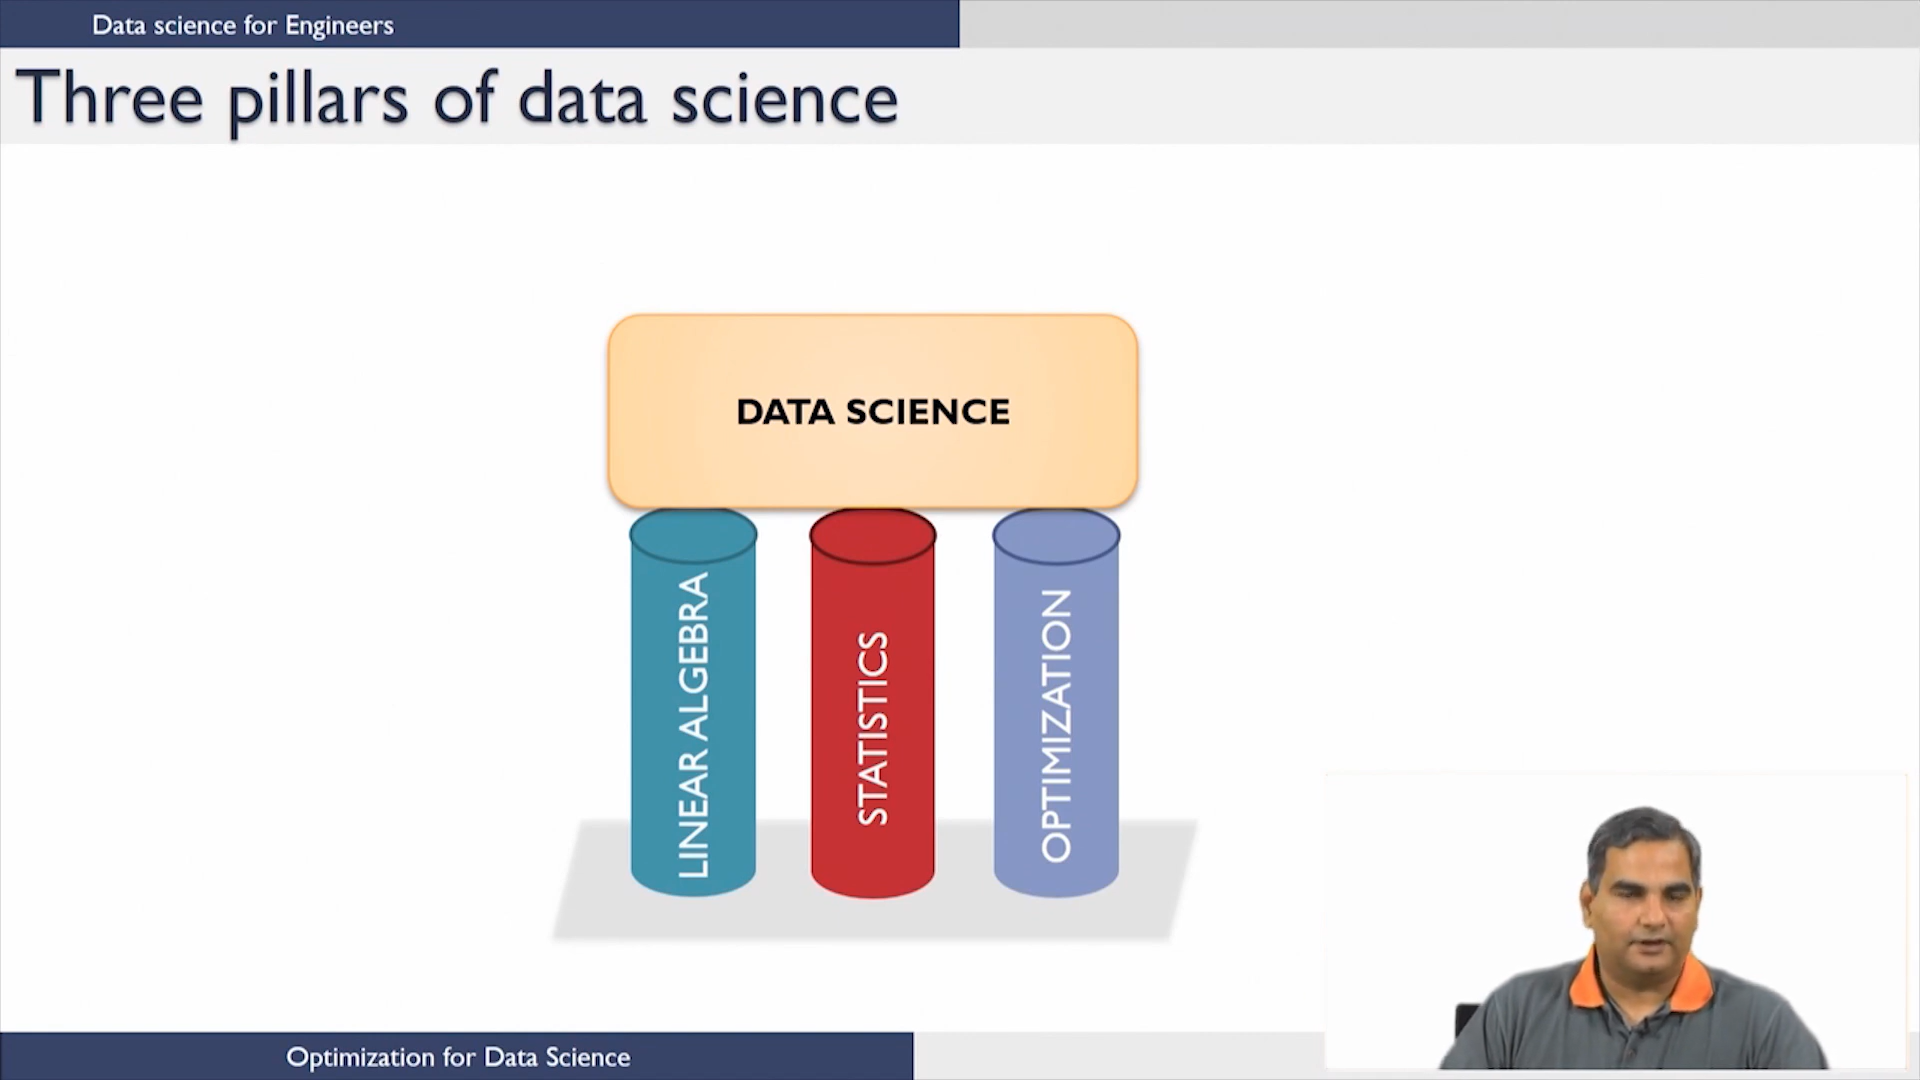 Data science for Engineers
Three pillars of data science
DATA SCIENCE
LINEAR ALGEBRA
STATISTICS
OPTIMIZATION
Optimization for Data Science